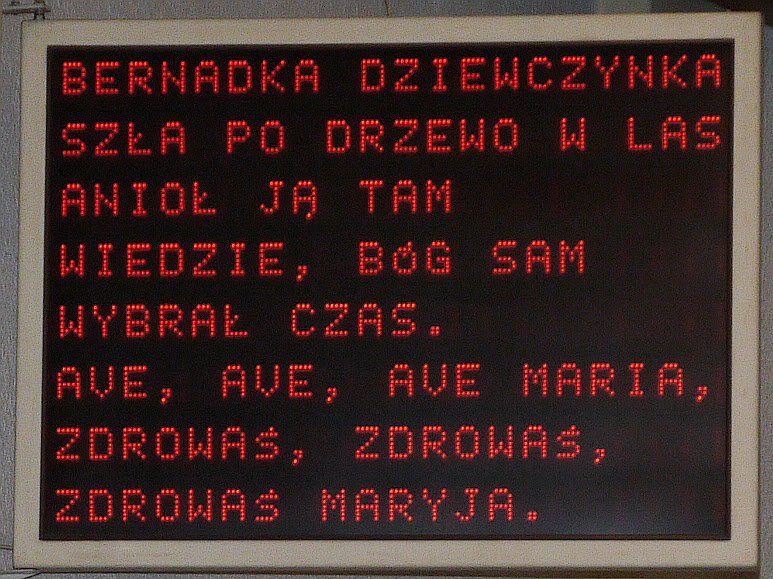 BERNADKA DZIEWCZYNKA
SZŁA PO DRZEWO W LAS
ANIOŁ JĄ TAM
WIEDZIE, BÓG SAM
WYBRAŁ CZAS.
AVE, AVE, AVE MARIA,
ZDROWAŚ, ZDROWAŚ,
ZDROWAŚ MARYJA.